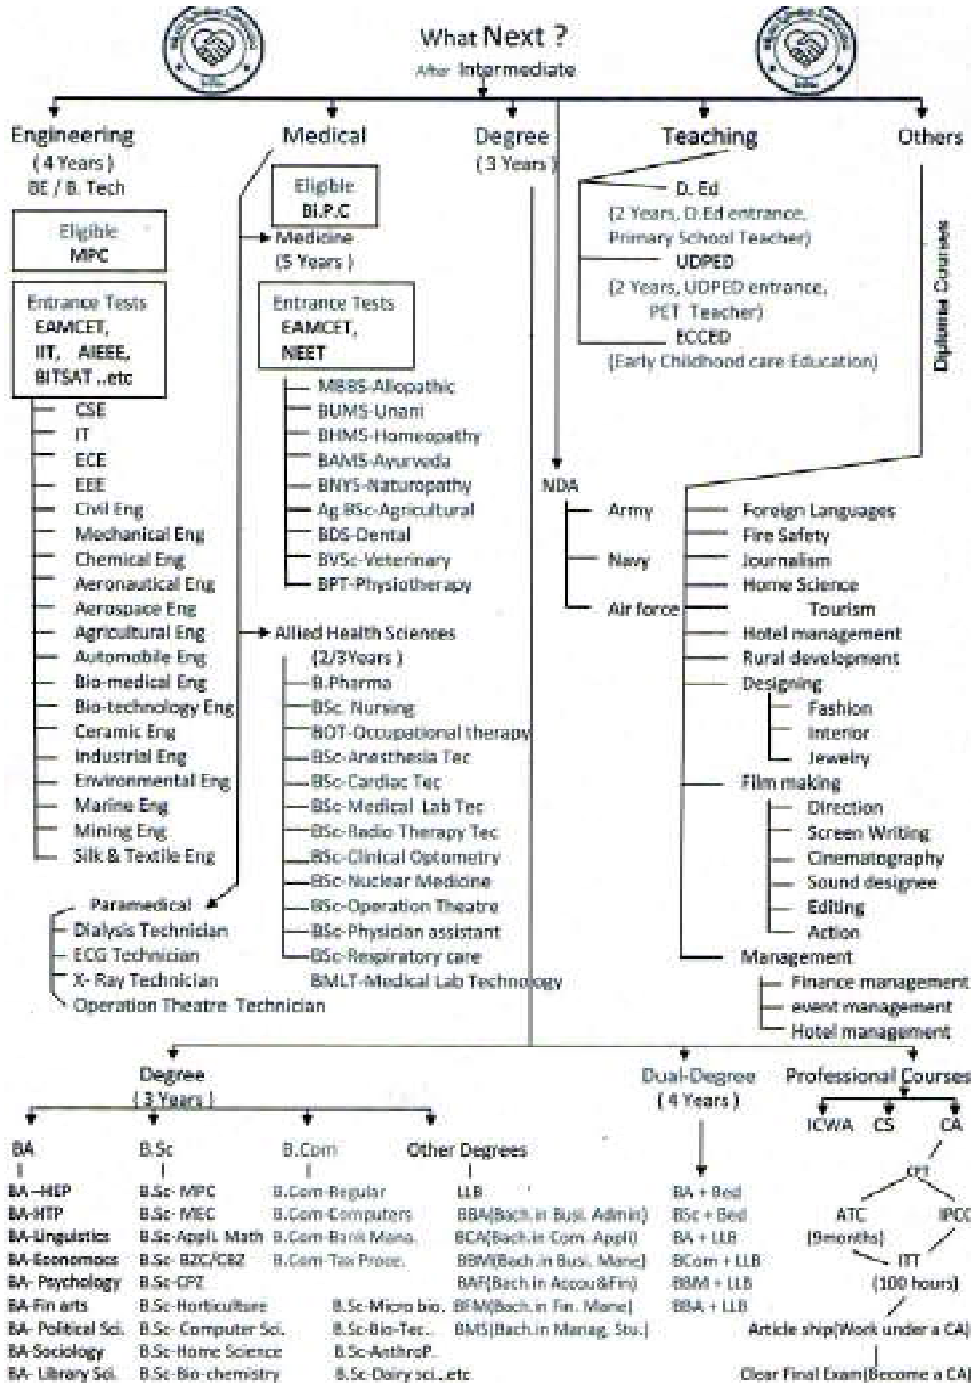 What Next ?
After Intermediate
Engineering
( 4 Years )
BE / B. Tech
Eligible
MPC
Entrance Tests
EAMCET,
IIT, AIEEE,
BITSAT ..etc
CSE
IT
ECE
EEE
Civil Eng
Mechanical Eng
Chemical Eng
Aeronautical Eng
Aerospace Eng
Agricultural Eng
Automobile Eng
Bio-medical Eng
Bio-technology Eng
Ceramic Eng
Industrial Eng
Environmental Eng
Marine Eng
Mining Eng
Silk & Textile Eng
Medical
Eligible
Bi.P.C
Medicine
(5 Years )
Entrance Tests
EAMCET,
NEET
MBBS-Allopathic
BUMS-Unani
BHMS-Homeopathy
BAMS-Ayurveda
BNYS-Naturopathy
Ag.BSc-Agricultural
BDS-Dental
BVSc-Veterinary
BPT-Physiotherapy
Allied Health Sciences
(2/3Years )
B.Pharma
BSc. Nursing
BOT-Occupational therapy
BSc-Anesthesia Tec
BSc-Cardiac Tec
BSc-Medical Lab Tec
BSc-Radio Therapy Tec
BSc-Clinical Optometry
BSc-Nuclear Medicine
BSc-Operation Theatre
BSc-Physician assistant
BSc-Respiratory care
BMLT-Medical Lab Technology
Paramedical
Dialysis Technician
ECG Technician
X- Ray Technician
Operation Theatre Technician
Degree
( 3 Years )
NDA
Army
Navy
Air force
Teaching
D. Ed
(2 Years, D.Ed entrance,
Primary School Teacher)
UDPED
(2 Years, UDPED entrance,
PET Teacher)
ECCED
(Early Childhood care Education)
Others
Diploma Courses
Foreign Languages
Fire Safety
Journalism
Home Science
Tourism
Hotel management
Rural development
Designing
Fashion
Interior
Jewelry
Film making
Direction
Screen Writing
Cinematography
Sound designee
Editing
Action
Management
Finance management
event management
Hotel management
Degree
( 3 Years )
BA
BA –HEP
BA-HTP
BA-Linguistics
BA-Economics
BA- Psychology
BA-Fin arts
BA- Political Sci.
BA-Sociology
BA- Library Sci.
B.Sc
B.Sc- MPC
B.Sc- MEC
B.Sc-Appli. Math
B.Sc- BZC/CBZ
B.Sc-CPZ
B.Sc-Horticulture
B.Sc- Computer Sci.
B.Sc-Home Science
B.Sc-Bio-chemistry
B.Sc-Micro bio.
B.Sc-Bio-Tec..
B.Sc-AnthroP.
B.Sc-Dairy sci..etc
B.Com
B.Com-Regular
B.Com-Computers
B.Com-Bank Mana.
B.Com-Tax Proce.
Other Degrees
LLB
BBA(Bach.in Busi. Admin)
BCA(Bach.in Com. Appli)
BBM(Bach.in Busi. Mane)
BAF(Bach in Accou&Fin)
BFM(Bach.in Fin. Mane)
BMS(Bach.in Manag. Stu.)
Dual-Degree
( 4 Years )
BA + Bed
BSc + Bed
BA + LLB
BCom + LLB
BBM + LLB
BBA + LLB
Professional Courses
ICWA CS CA
CPT
ATC IPCC
(9months)
ITT
(100 hours)
Article ship(Work under a CA)
Clear Final Exam(Become a CA)